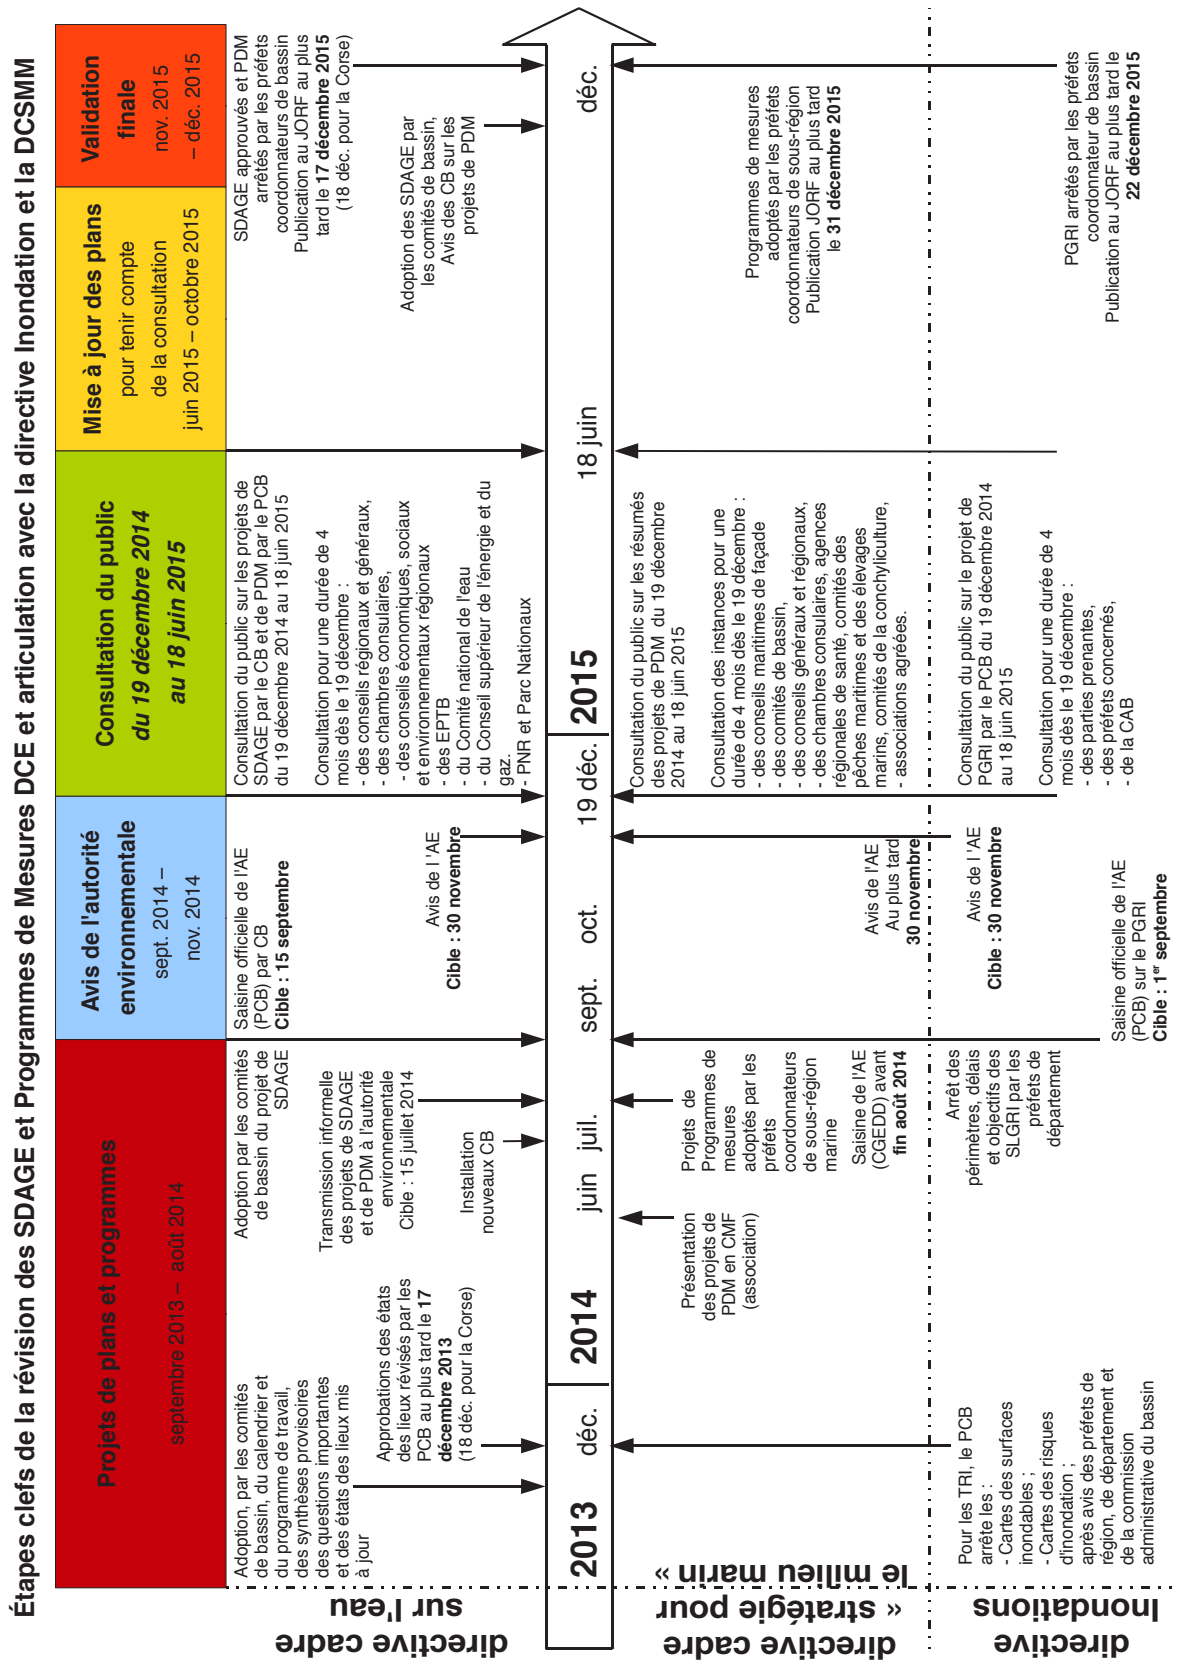 Étapes clefs de la révision des SDAGE et Programmes de Mesures DCE et articulation avec la directive Inondation et la DCSMM
Projets de plans et programmes
septembre 2013 – août 2014
Avis de l'autorité
environnementale
sept. 2014 –
nov. 2014
Consultation du public
du 19 décembre 2014
au 18 juin 2015
Mise à jour des plans
pour tenir compte
de la consultation
juin 2015 – octobre 2015
Validation
finale
nov. 2015
– déc. 2015
directive cadre
sur l'eau
Adoption, par les comités
de bassin, du calendrier et
du programme de travail,
des synthèses provisoires
des questions importantes
et des états des lieux mis
à jour
Approbations des états
des lieux révisés par les
PCB au plus tard le 17
décembre 2013
(18 déc. pour la Corse)
Adoption par les comités
de bassin du projet de
SDAGE
Transmission informelle
des projets de SDAGE
et de PDM à l'autorité
environnementale
Cible : 15 juillet 2014
Installation
nouveaux CB
Saisine officielle de l'AE
(PCB) par CB
Cible : 15 septembre
Avis de l 'AE
Cible : 30 novembre
Consultation du public sur les projets de
SDAGE par le CB et de PDM par le PCB
du 19 décembre 2014 au 18 juin 2015
Consultation pour une durée de 4
mois dès le 19 décembre :
- des conseils régionaux et généraux,
- des chambres consulaires,
- des conseils économiques, sociaux
et environnementaux régionaux
- des EPTB
- du Comité national de l'eau
- du Conseil supérieur de l'énergie et du
gaz.
- PNR et Parc Nationaux
SDAGE approuvés et PDM
arrêtés par les préfets
coordonnateurs de bassin
Publication au JORF au plus
tard le 17 décembre 2015
(18 déc. pour la Corse)
Adoption des SDAGE par
les comités de bassin,
Avis des CB sur les
projets de PDM
2013 déc. 2014 juin juil. sept. oct. 19 déc. 2015 18 juin déc.
directive cadre
« stratégie pour
le milieu marin »
Présentation
des projets de
PDM en CMF
(association)
Projets de
Programmes de
mesures
adoptés par les
préfets
coordonnateurs
de sous-région
marine
Saisine de l'AE
(CGEDD) avant
fin août 2014
Avis de l'AE
Au plus tard
30 novembre
Consultation du public sur les résumés
des projets de PDM du 19 décembre
2014 au 18 juin 2015
Consultation des instances pour une
durée de 4 mois dès le 19 décembre :
- des conseils maritimes de façade
- des comités de bassin,
- des conseils généraux et régionaux,
- des chambres consulaires, agences
régionales de santé, comités des
pêches maritimes et des élevages
marins, comités de la conchyliculture,
- associations agréées.
Programmes de mesures
adoptés par les préfets
coordonnateurs de sous-région
Publication JORF au plus tard
le 31 décembre 2015
directive
Inondations
Pour les TRI, le PCB
arrête les :
- Cartes des surfaces
inondables ;
- Cartes des risques
d'inondation ;
après avis des préfets de
région, de département et
de la commission
administrative du bassin
Arrêt des
périmètres, délais
et objectifs des
SLGRI par les
préfets de
département
Saisine officielle de l'AE
(PCB) sur le PGRI
Cible : 1er septembre
Avis de l 'AE
Cible : 30 novembre
Consultation du public sur le projet de
PGRI par le PCB du 19 décembre 2014
au 18 juin 2015
Consultation pour une durée de 4
mois dès le 19 décembre :
- des parties prenantes,
- des préfets concernés,
- de la CAB
PGRI arrêtés par les préfets
coordonnateur de bassin
Publication au JORF au plus tard le
22 décembre 2015